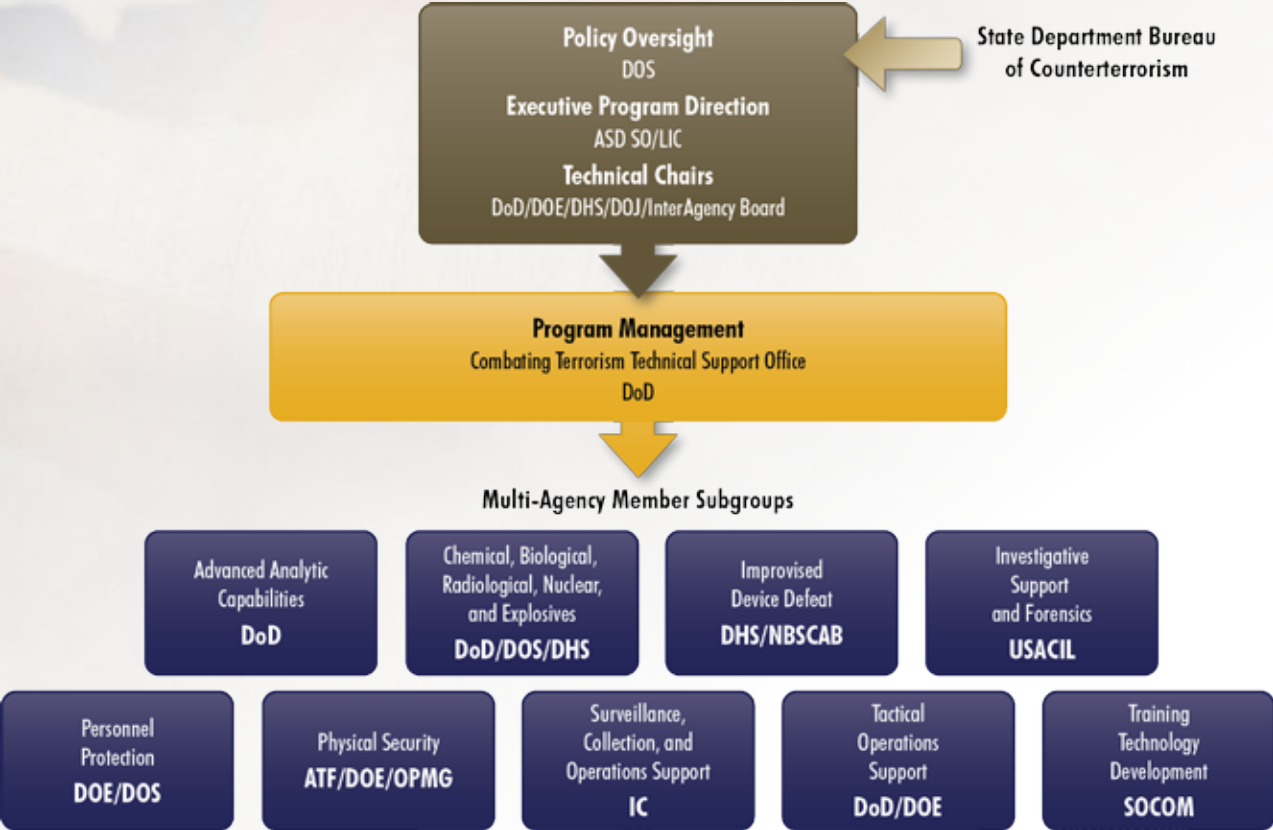 Policy Oversight
DOS
Executive Program Direction
ASD SO/LIC
Technical Chairs
DoD/DOE/DHS/DOJ/InterAgency Board
State Department Bureau
of Counterterrorism
Program Management
Combating Terrorism Technical Support Office
DoD
Multi-Agency Member Subgroups
Advanced Analytic
Capabilities
DoD
Chemical, Biological,
Radiological, Nuclear,
and Explosives
DoD/DOS/DHS
Improvised
Device Defeat
DHS/NBSCAB
Investigative
Support
and Forensics
USACIL
Personnel
Protection
DOE/DOS
Physical Security
ATF/DOE/OPMG
Surveillance,
Collection, and
Operations Support
IC
Tactical
Operations
Support
DoD/DOE
Training
Technology
Development
SOCOM